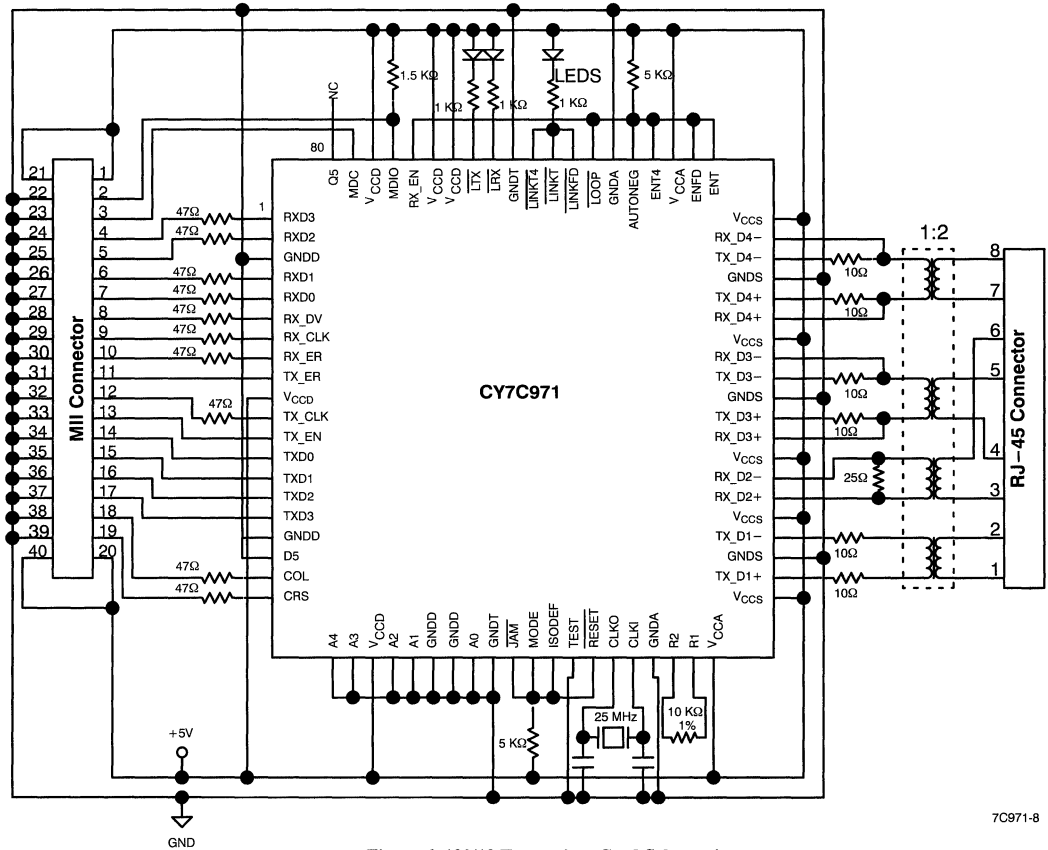 1.5 KΩ
LEDS
5 KΩ
1 KΩ
1 KΩ
1 KΩ
NC
80
Q5
MDC
VCCD
MDIO
RX_EN
VCCD
VCCD
LTX
LRX
GNDT
LINKT4
LINKT
LINKFD
LOOP
GNDA
AUTONEG
ENT4
VCCA
ENFD
ENT
MII Connector
21
22
23
24
25
26
27
28
29
30
31
32
33
34
35
36
37
38
39
40
1
2
3
4
5
6
7
8
9
10
11
12
13
14
15
16
17
18
19
20
47Ω
47Ω
47Ω
47Ω
47Ω
47Ω
47Ω
47Ω
47Ω
47Ω
1
RXD3
RXD2
GNDD
RXD1
RXD0
RX_DV
RX_CLK
RX_ER
TX_ER
VCCD
TX_CLK
TX_EN
TXD0
TXD1
TXD2
TXD3
GNDD
D5
COL
CRS
CY7C971
VCCS
RX_D4−
TX_D4−
GNDS
TX_D4+
RX_D4+
VCCS
RX_D3−
TX_D3−
GNDS
TX_D3+
RX_D3+
VCCS
RX_D2−
RX_D2+
VCCS
TX_D1−
GNDS
TX_D1+
VCCS
10Ω
10Ω
10Ω
10Ω
25Ω
10Ω
10Ω
1:2
8
7
6
5
4
3
2
1
RJ−45 Connector
A4
A3
VCCD
A2
A1
GNDD
GNDD
A0
GNDT
JAM
MODE
ISODEF
TEST
RESET
CLKO
CLKI
GNDA
R2
R1
VCCA
5 KΩ
25 MHz
10 KΩ
1%
+5V
GND
7C971-8